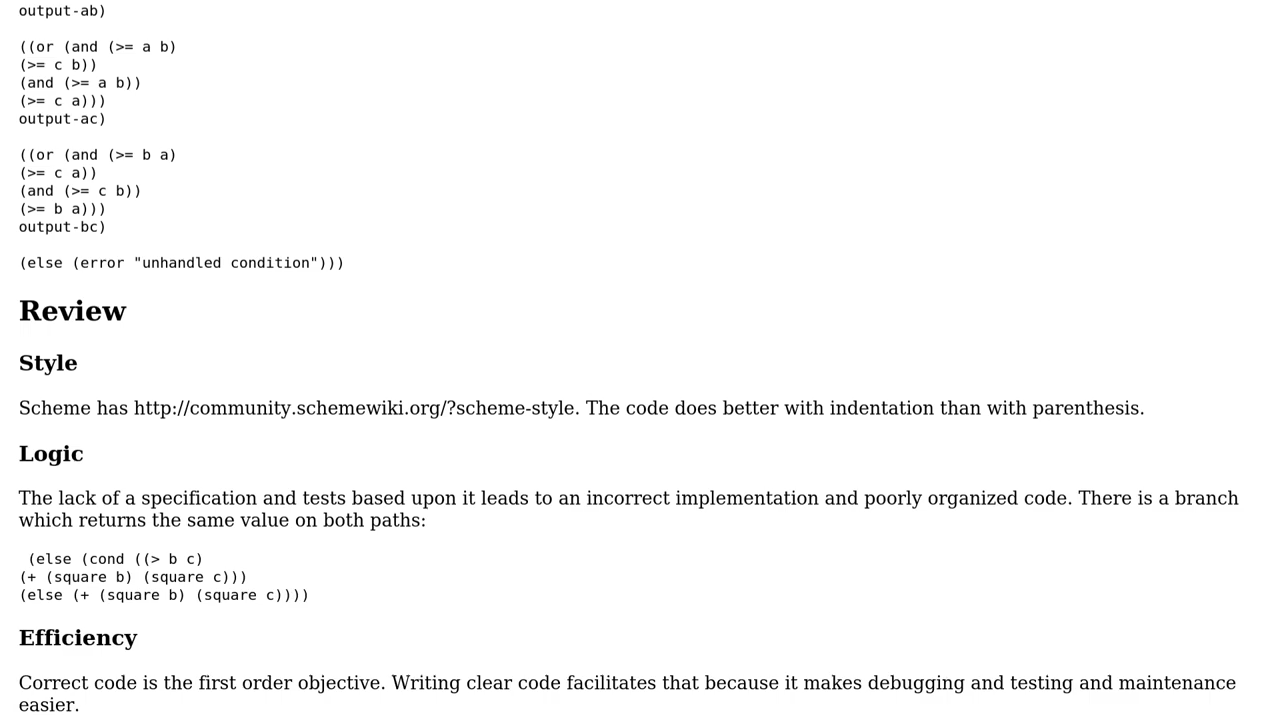 output-ab)
((or (and (>= a b)
(>= c b))
(and (>= a b))
(>= c a)))
output-ac)
((or (and (>= b a)
(>= c a))
(and (>= c b))
(>= b a)))
output-bc)
(else (error "unhandled condition")))
Review
Style
Scheme has http://community.schemewiki.org/?scheme-style. The code does better with indentation than with parenthesis.
Logic
The lack of a specification and tests based upon it leads to an incorrect implementation and poorly organized code. There is a branch
which returns the same value on both paths:
(else (cond ((> b c)
(+ (square b) (square c)))
(else (+ (square b) (square c))))
Efficiency
Correct code is the first order objective. Writing clear code facilitates that because it makes debugging and testing and maintenance
easier.